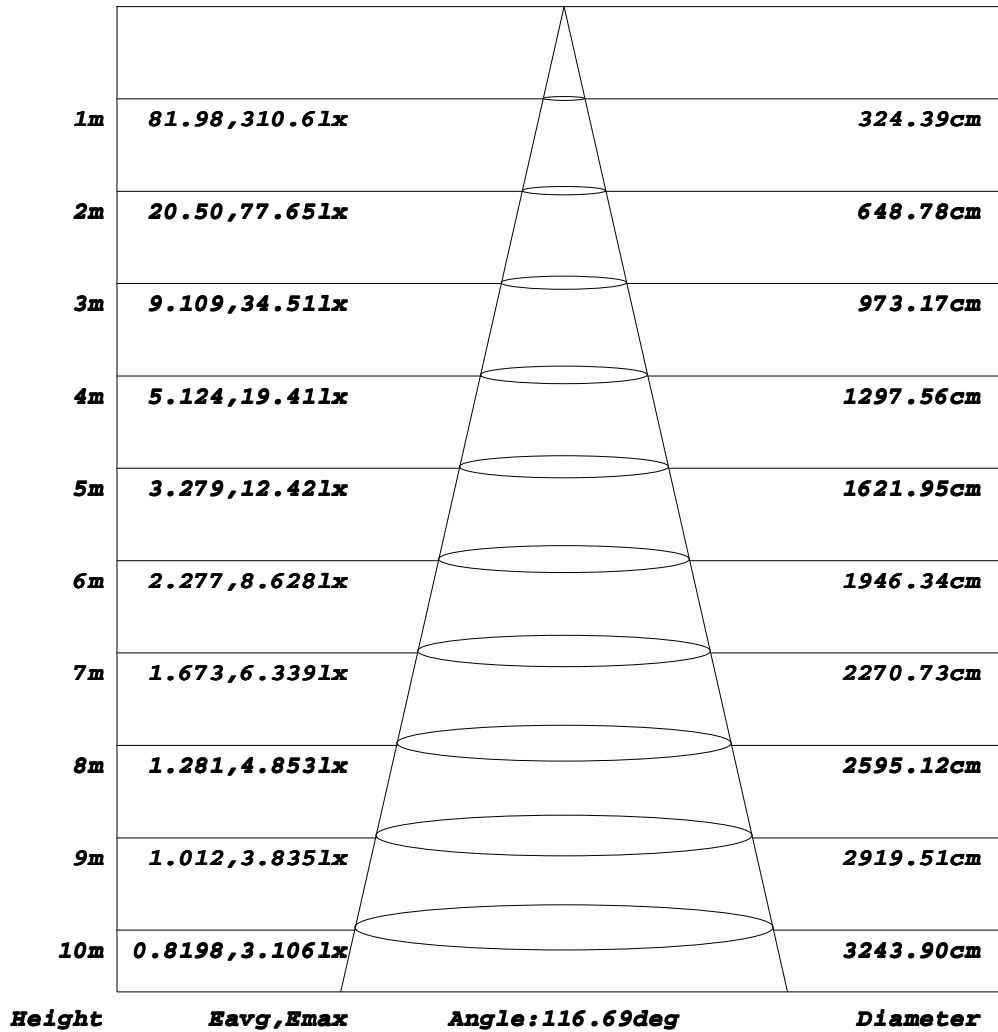 1m 81.98,310.6lx 324.39cm
2m 20.50,77.65lx 648.78cm
3m 9.109,34.51lx 973.17cm
4m 5.124,19.41lx 1297.56cm
5m 3.279,12.42lx 1621.95cm
6m 2.277,8.628lx 1946.34cm
7m 1.673,6.339lx 2270.73cm
8m 1.281,4.853lx 2595.12cm
9m 1.012,3.835lx 2919.51cm
10m 0.8198,3.106lx 3243.90cm
Height Eavg,Emax Angle:116.69deg Diameter